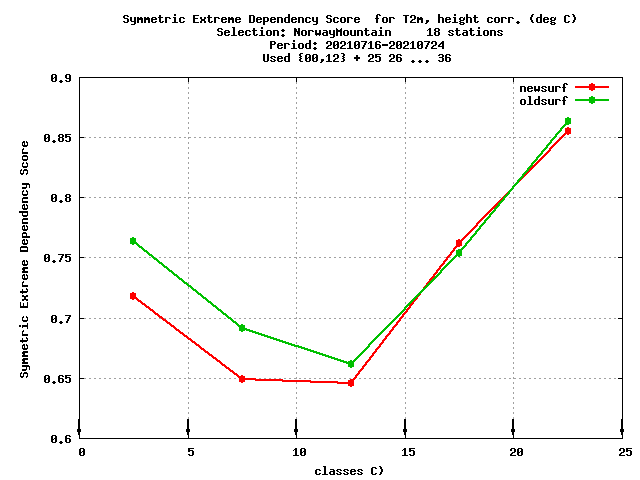 Symmetric Extreme Dependency Score  for T2m, height corr. (deg C)
Selection: NorwayMountain     18 stations
Period: 20210716-20210724
Used {00,12} + 25 26 ... 36
newsurf
oldsurf
0.9
0.85
0.8
0.75
0.7
0.65
0.6
Symmetric Extreme Dependency Score
0 5 10 15 20 25
classes C)